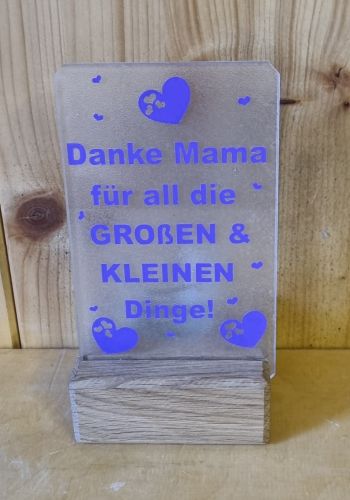 Danke Mama
für all die
GROßEN &
KLEINEN
Dinge!